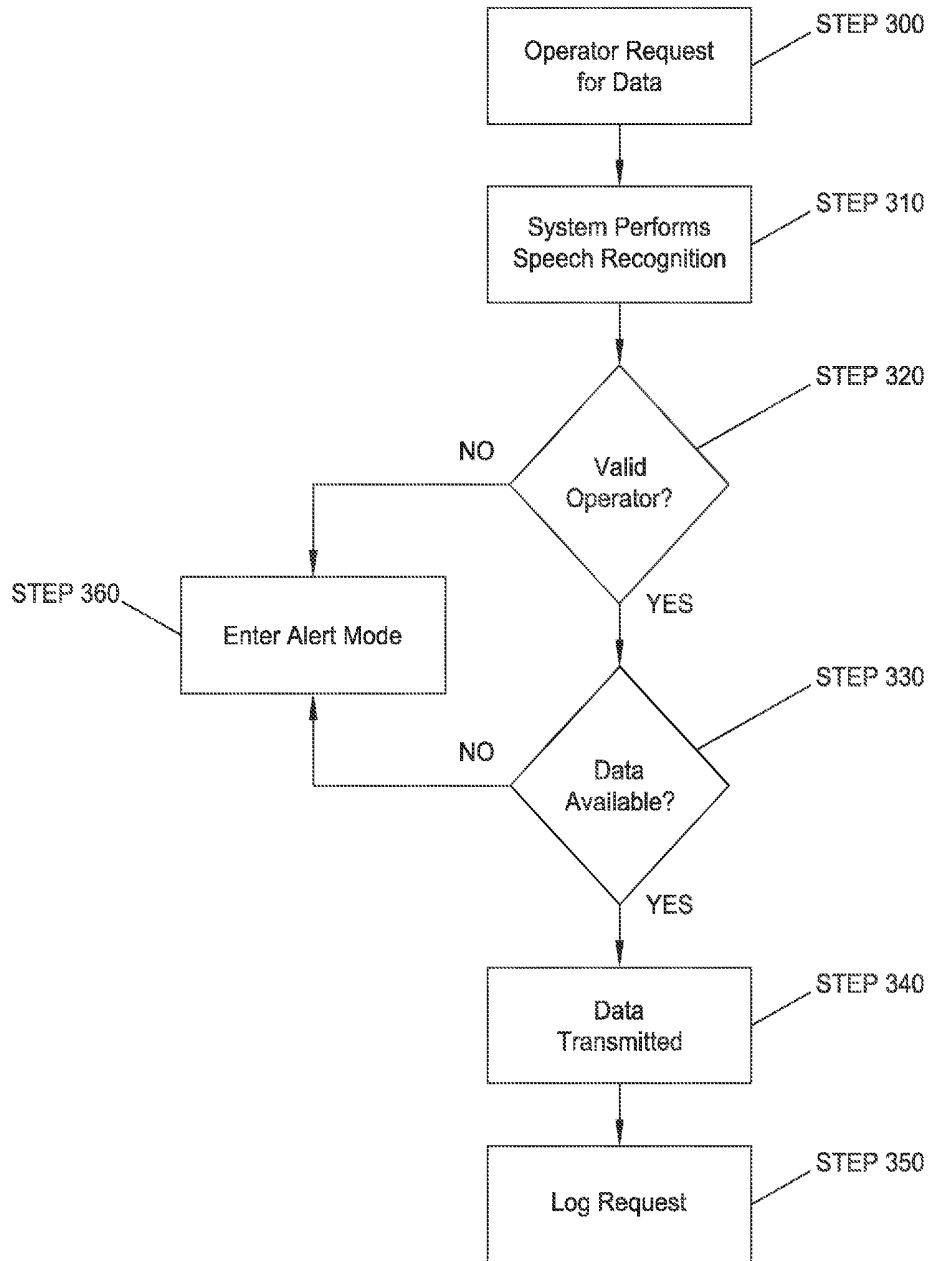 STEP 300
Operator Request
for Data
STEP 310
System Performs
Speech Recognition
STEP 320
NO
Valid
Operator?
STEP 360
YES
Enter Alert Mode
STEP 330
NO
Data
Available?
YES
STEP 340
Data
Transmitted
STEP 350
Log Request